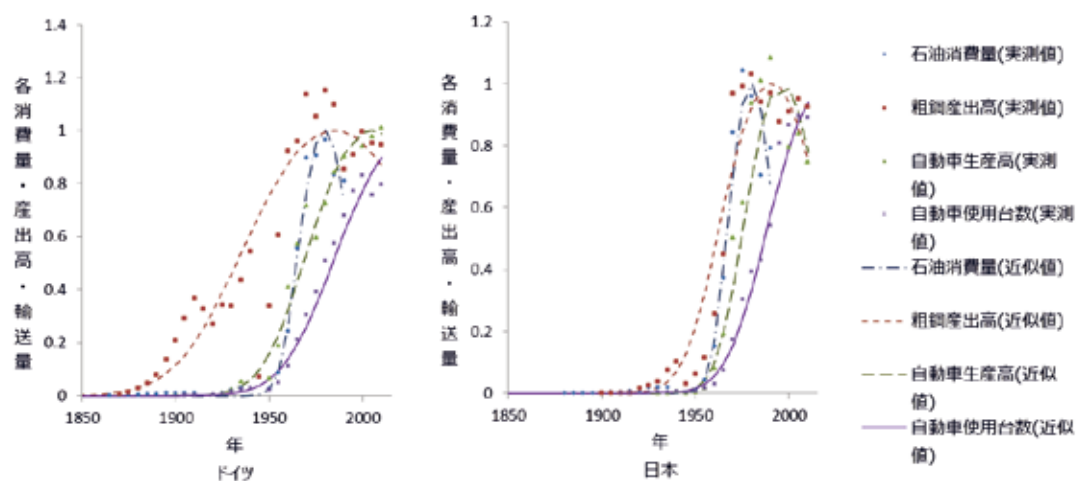 各消費量・産出高・輸送量
1.4
1.2
1
0.8
0.6
0.4
0.2
0
1850
1900
1950
2000
年
ドイツ
各消費量・産出高・輸送量
1.2
1
0.8
0.6
0.4
0.2
0
1850
1900
1950
2000
年
日本
石油消費量(実測値)
粗鋼産出高(実測値)
自動車生産高(実測
値)
自動車使用台数(実測
値)
石油消費量(近似値)
粗鋼産出高(近似値)
自動車生産高(近似
値)
自動車使用台数(近似
値)